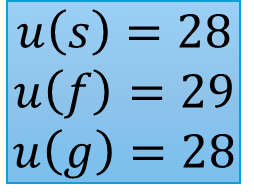 u(s) = 28
u(f) = 29
u(g) = 28